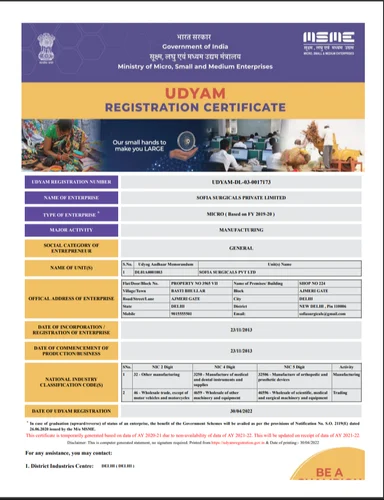 भारत सरकार
Government of India
सूक्ष्म, लघु एवं मध्यम उद्यम मंत्रालय
Ministry of Micro, Small and Medium Enterprises
MSME
सूक्ष्म, लघु एवं मध्यम उद्यम
MICRO, SMALL & MEDIUM ENTERPRISES
UDYAM
REGISTRATION CERTIFICATE
Our small hands to
make you LARGE
UDYAM REGISTRATION NUMBER UDYAM-DL-03-0017173
NAME OF ENTERPRISE SOFIA SURGICALS PRIVATE LIMITED
TYPE OF ENTERPRISE * MICRO ( Based on FY 2019-20 )
MAJOR ACTIVITY MANUFACTURING
SOCIAL CATEGORY OF ENTREPRENEUR GENERAL
NAME OF UNIT(S)
S.No. Udyog Aadhaar Memorandum Unit(s) Name
1 SOFIA SURGICALS PVT LTD
OFFICAL ADDRESS OF ENTERPRISE
Flat/Door/Block No. PROPERTY NO 3965 VII Name of Premises/ Building SHOP NO 224
Village/Town BASTI BHULLAR Block AJMERI GATE
Road/Street/Lane AJMERI GATE City DELHI
State DELHI District NEW DELHI , Pin 110006
Mobile Email:
DATE OF INCORPORATION / REGISTRATION OF ENTERPRISE 23/11/2013
DATE OF COMMENCEMENT OF PRODUCTION/BUSINESS 23/11/2013
NATIONAL INDUSTRY CLASSIFICATION CODE(S)
SNo. NIC 2 Digit NIC 4 Digit NIC 5 Digit Activity
1 32 - Other manufacturing 3250 - Manufacture of medical and dental instruments and supplies 32506 - Manufacture of orthopedic and prosthetic devices Manufacturing
2 46 - Wholesale trade, except of motor vehicles and motorcycles 4659 - Wholesale of other machinery and equipment 46596 - Wholesale of scientific, medical and surgical machinery and equipment Trading
DATE OF UDYAM REGISTRATION 30/04/2022
* In case of graduation (upward/reverse) of status of an enterprise, the benefit of the Government Schemes will be availed as per the provisions of Notification No. S.O. 2119(E) dated 26.06.2020 issued by the M/o MSME.
This certificate is temporarily generated based on data of AY 2020-21 due to non-availability of data of AY 2021-22. This will be updated on receipt of data of AY 2021-22.
Disclaimer: This is computer generated statement, no signature required. Printed from https://udyamregistration.gov.in & Date of printing:- 30/04/2022
For any assistance, you may contact:
1. District Industries Centre: DELHI ( DELHI )
BE A